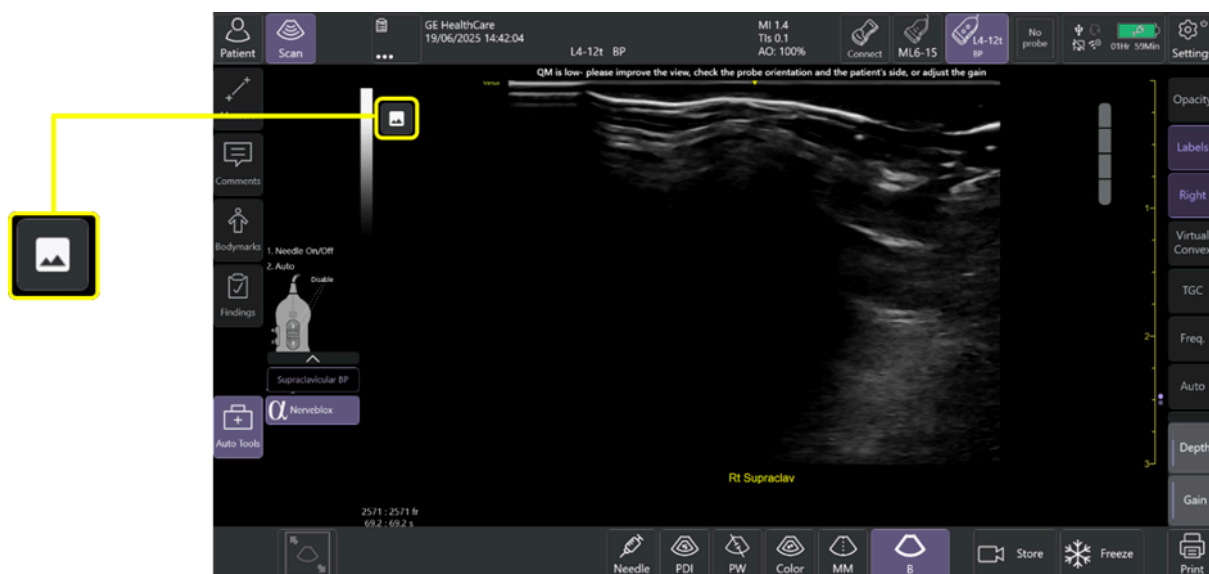 Patient
Scan
GE HealthCare
19/06/2025 14:42:04
L4-12t BP
MI 1.4
TIs 0.1
AO: 100%
Connect
ML6-15
L4-12t
BP
No
probe
01Hr 59Min
Setting
QM is low- please improve the view, check the probe orientation and the patient's side, or adjust the gain
Venue
Comments
Bodymarks
Findings
Auto Tools
1. Needle On/Off
2. Auto
Disable
Supraclavicular BP
α Nerveblox
1
2
3
Rt Supraclav
2571 : 2571 fr
69.2 : 69.2 s
Opacity
Labels
Right
Virtual
Convex
TGC
Freq.
Auto
Depth
Gain
Needle
PDI
PW
Color
MM
B
Store
Freeze
Print